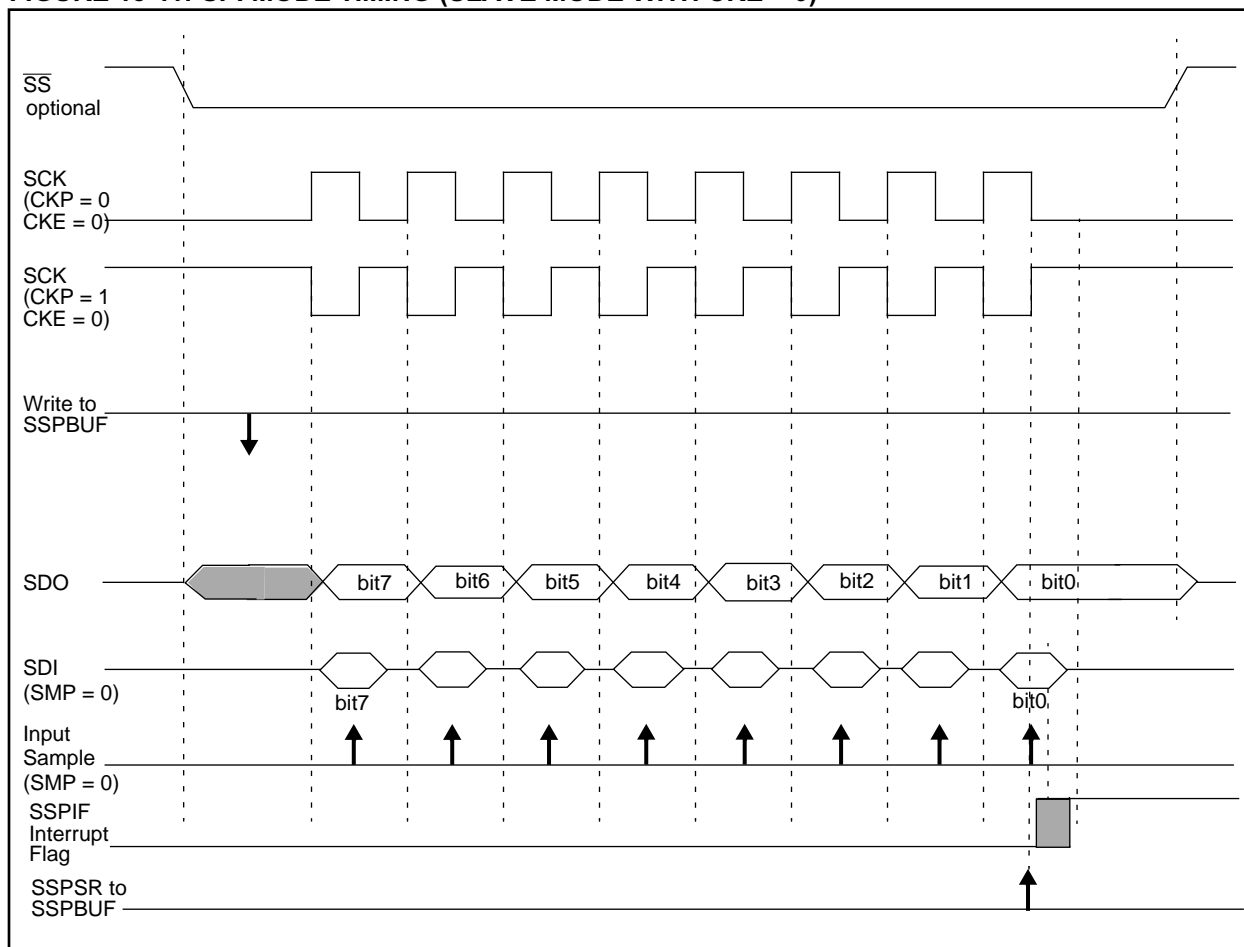 SS
optional
SCK
(CKP = 0
CKE = 0)
SCK
(CKP = 1
CKE = 0)
Write to
SSPBUF
SDO
bit7 bit6 bit5 bit4 bit3 bit2 bit1 bit0
SDI
(SMP = 0)
bit7 bit0
Input
Sample
(SMP = 0)
SSPIF
Interrupt
Flag
SSPSR to
SSPBUF